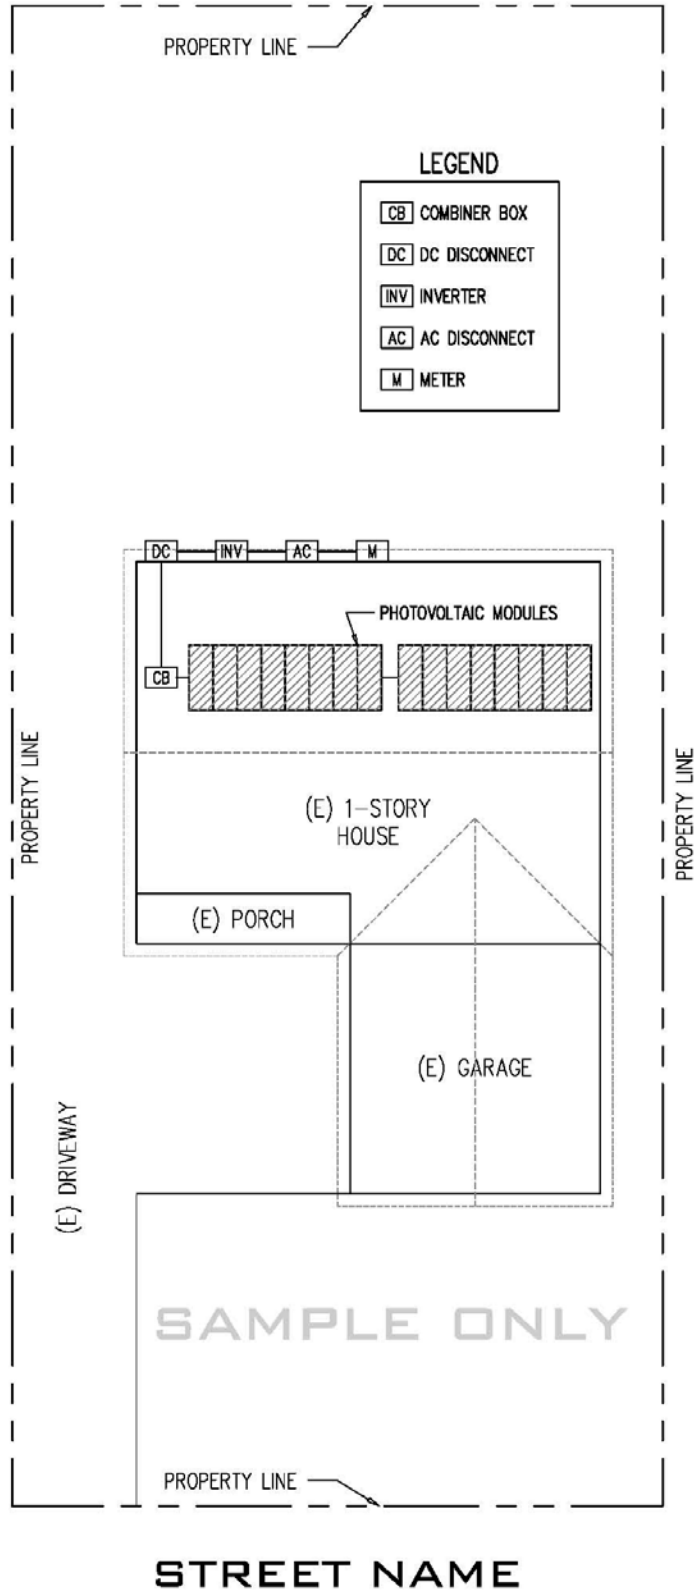 PROPERTY LINE
LEGEND
CB COMBINER BOX
DC DC DISCONNECT
INV INVERTER
AC AC DISCONNECT
M METER
DC INV AC M
PHOTOVOLTAIC MODULES
CB
PROPERTY LINE
PROPERTY LINE
(E) 1-STORY
HOUSE
(E) PORCH
(E) GARAGE
(E) DRIVEWAY
SAMPLE ONLY
PROPERTY LINE
STREET NAME